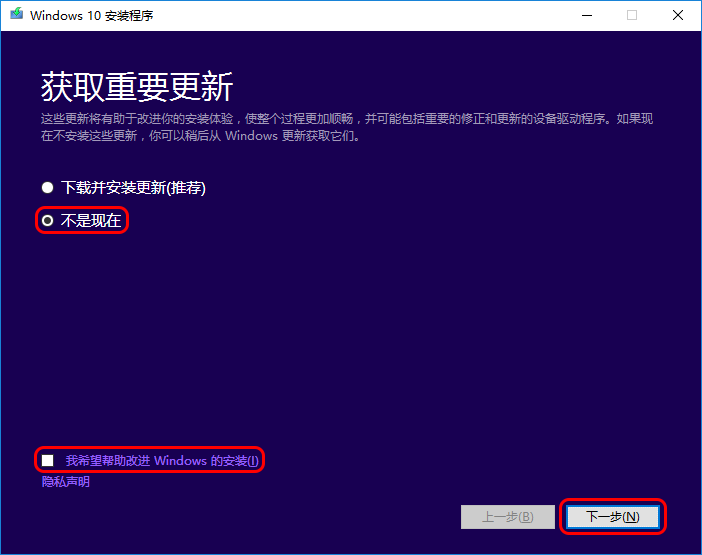 Windows 10 安装程序
获取重要更新
这些更新将有助于改进你的安装体验，使整个过程更加顺畅，并可能包括重要的修正和更新的设备驱动程序。如果现
在不安装这些更新，你可以稍后从 Windows 更新获取它们。
下载并安装更新(推荐)
不是现在
我希望帮助改进 Windows 的安装(I)
隐私声明
上一步(B)
下一步(N)